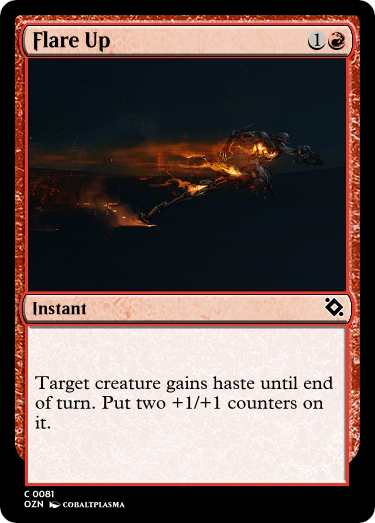 Flare Up 1
Instant
Target creature gains haste until end
of turn. Put two +1/+1 counters on
it.
C 0081
OZN COBALTPLASMA